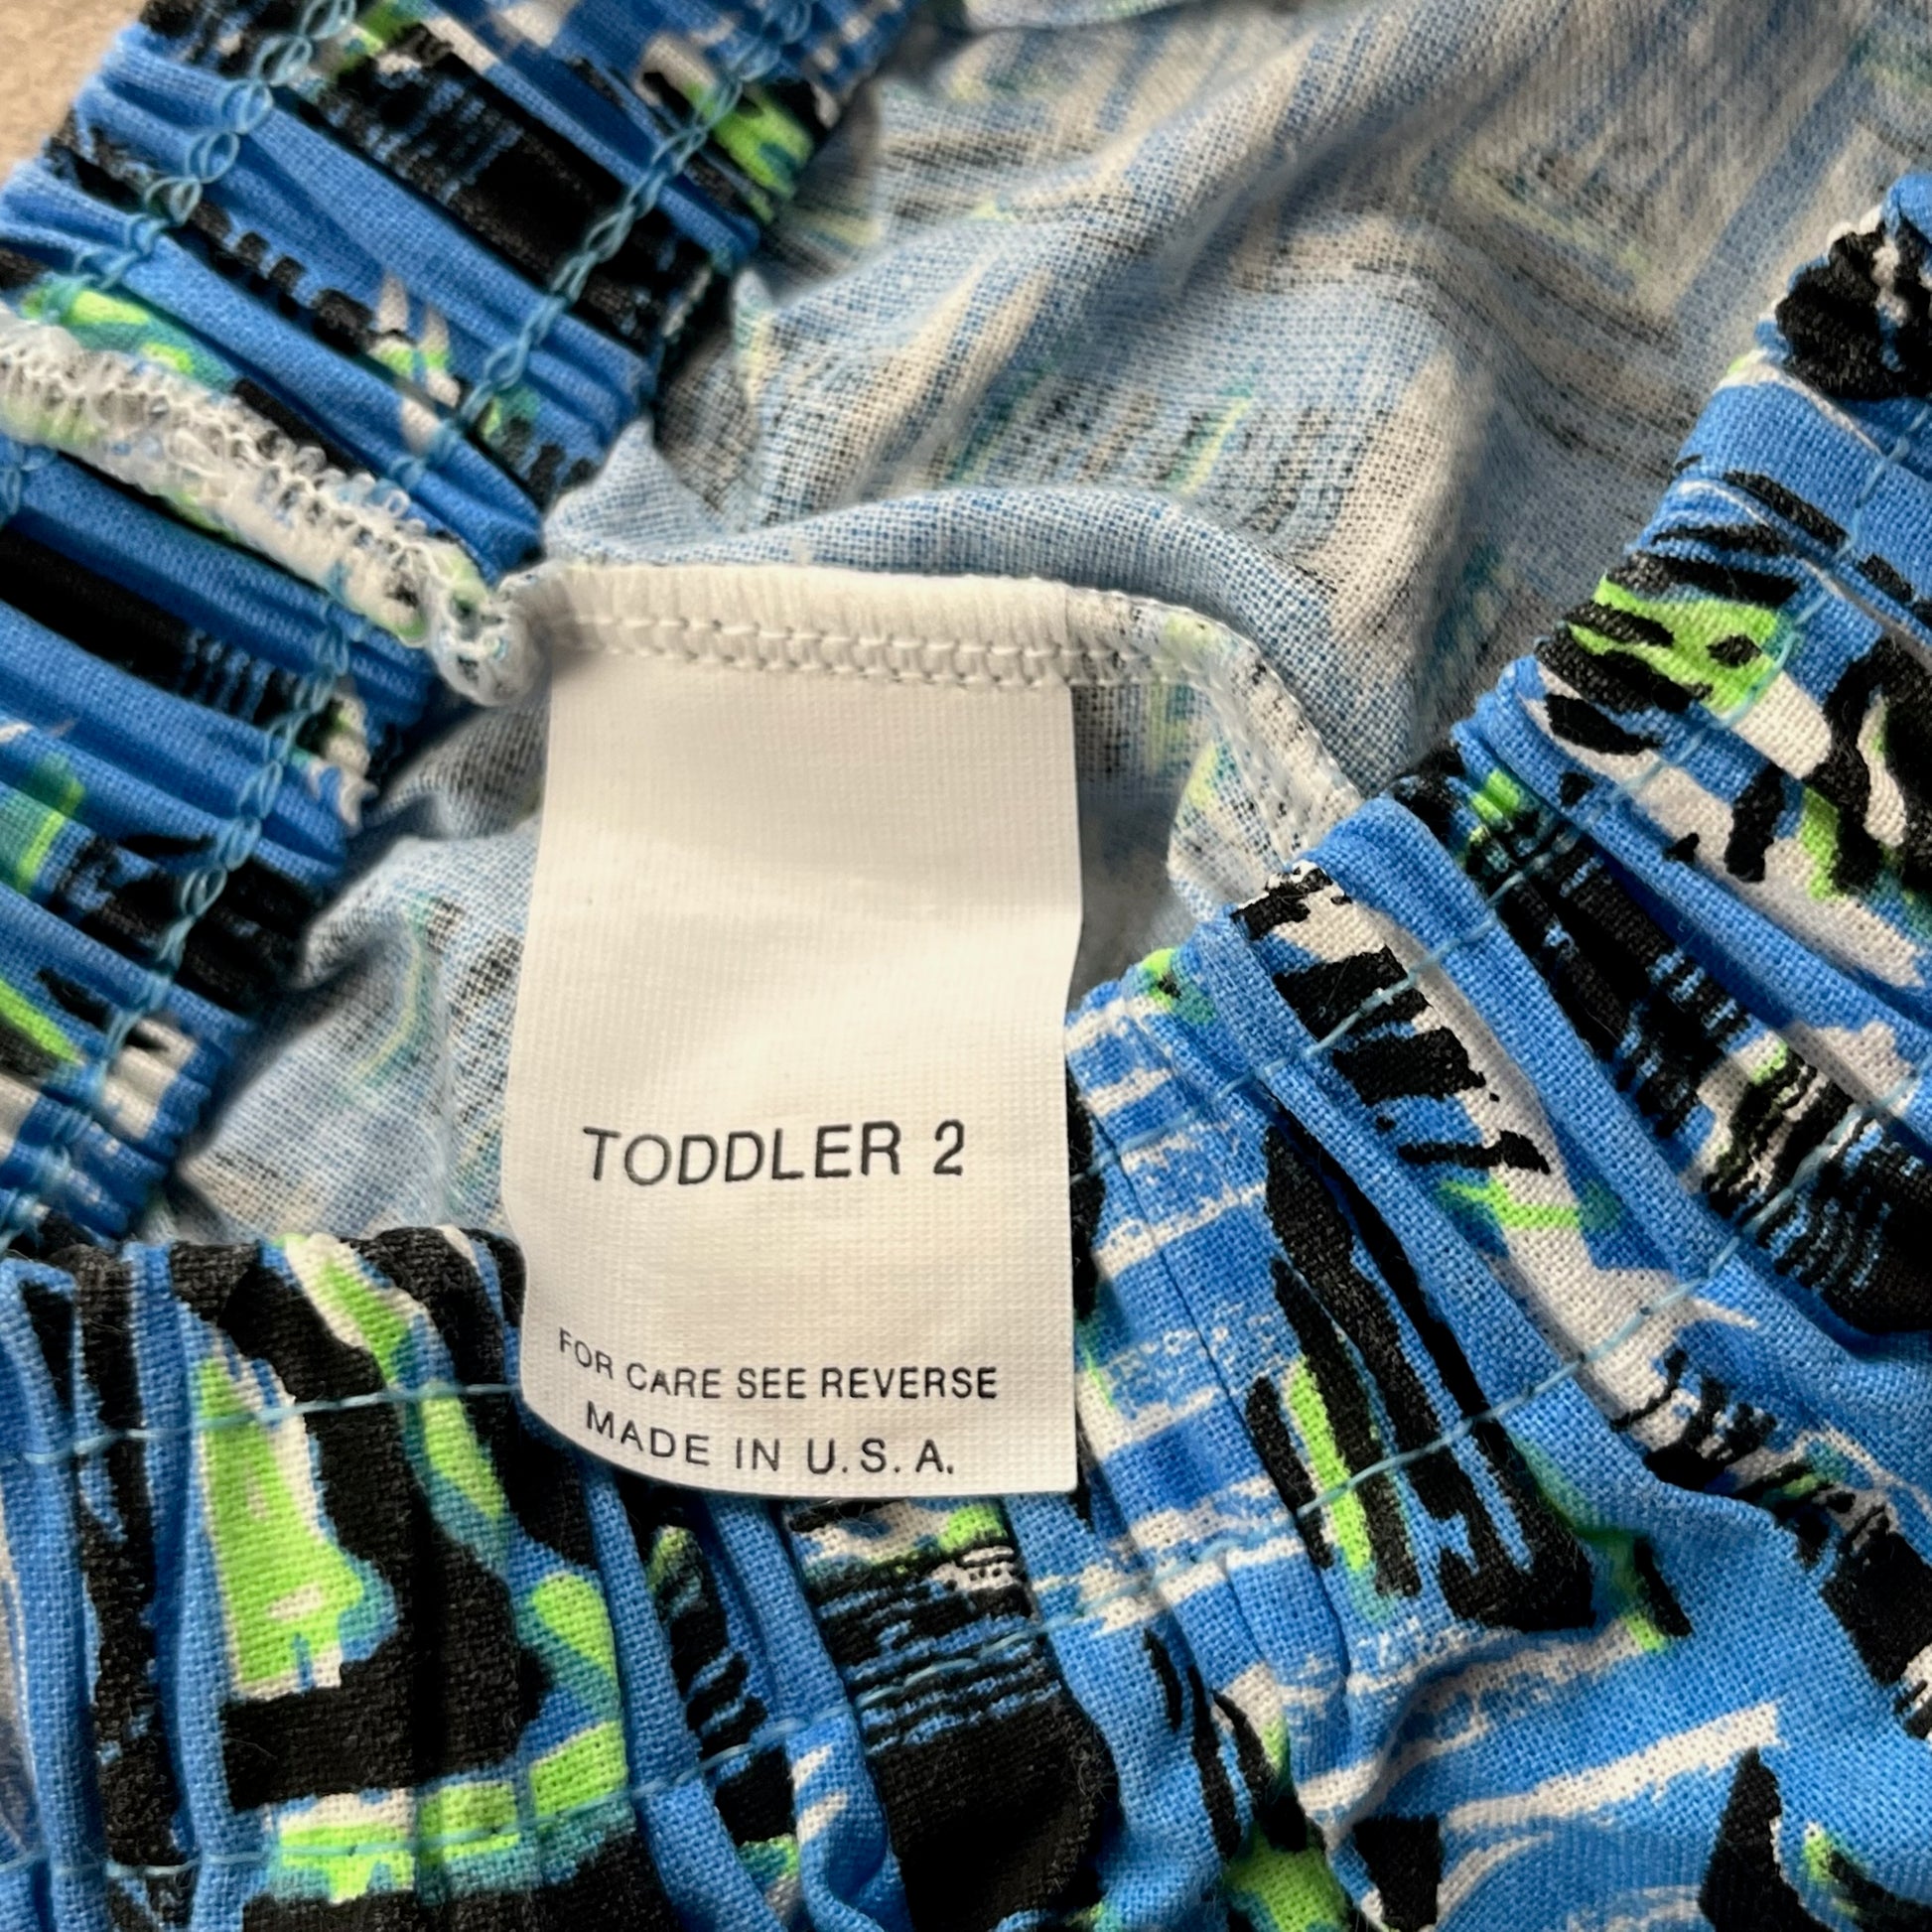 TODDLER 2
FOR CARE SEE REVERSE
MADE IN U.S.A.